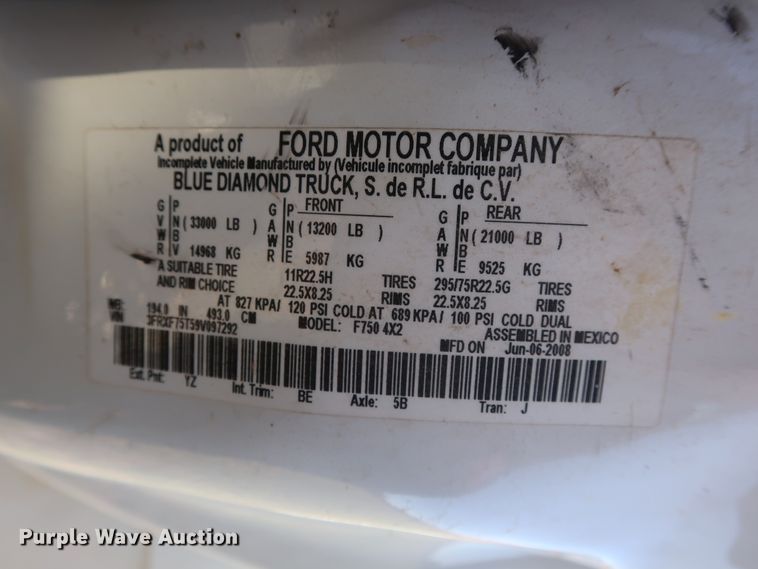 A product of FORD MOTOR COMPANY
Incomplete Vehicle Manufactured by (Vehicule incomplet fabrique par)
BLUE DIAMOND TRUCK, S. de R.L. de C.V.
G P G P FRONT G P REAR
V N ( 33000 LB ) A N ( 13200 LB ) A N ( 21000 LB )
W B W B W B
R V 14968 KG R E 5987 KG R E 9525 KG
A SUITABLE TIRE 11R22.5H TIRES 295/75R22.5G TIRES
AND RIM CHOICE 22.5X8.25 RIMS 22.5X8.25 RIMS
AT 827 KPA/ 120 PSI COLD AT 689 KPA/ 100 PSI COLD DUAL
WB: 194.0 IN 493.0 CM MODEL: F750 4X2 ASSEMBLED IN MEXICO
VIN 3FRXF75T59V097292 MFD ON Jun-06-2008
Ext. Pnt: YZ Int. Trim: BE Axle: 5B Tran: J
Purple Wave Auction